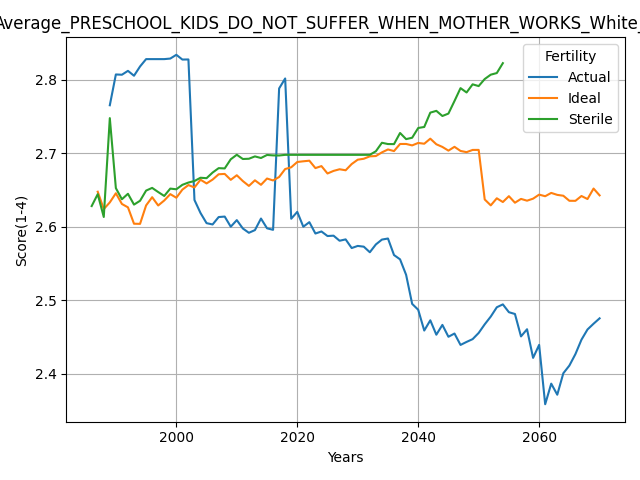 Average_PRESCHOOL_KIDS_DO_NOT_SUFFER_WHEN_MOTHER_WORKS_White_
Fertility
Actual
Ideal
Sterile
Score(1-4)
2.8
2.7
2.6
2.5
2.4
2000 2020 2040 2060
Years